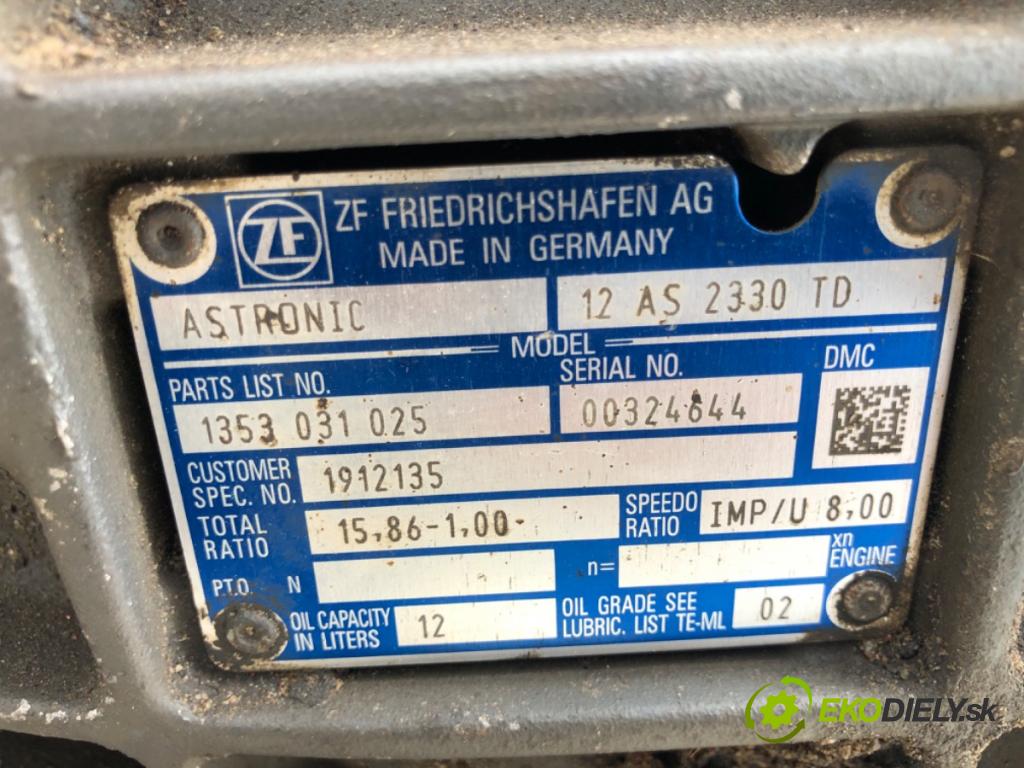 ZF
ZF FRIEDRICHSHAFEN AG
MADE IN GERMANY
ASTRONIC
12 AS 2330 TD
MODEL
PARTS LIST NO.
SERIAL NO.
DMC
1353 031 025
00324644
CUSTOMER
SPEC. NO.
1912135
TOTAL
RATIO
15,86-1,00
SPEEDO
RATIO
IMP/U 8,00
P.T.O. N
n=
xn
ENGINE
OIL CAPACITY
IN LITERS
12
OIL GRADE SEE
LUBRIC. LIST TE-ML
02
EKODIELY.sk